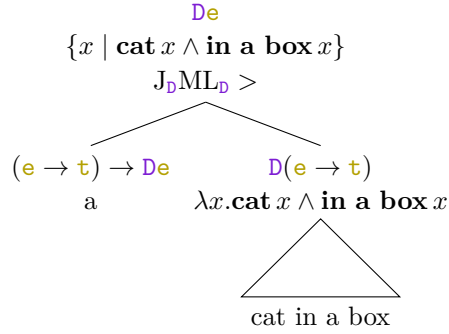 De
{x | cat x ∧ in a box x}
J_D ML_D >
(e → t) → De
D(e → t)
a
λx.cat x ∧ in a box x
cat in a box